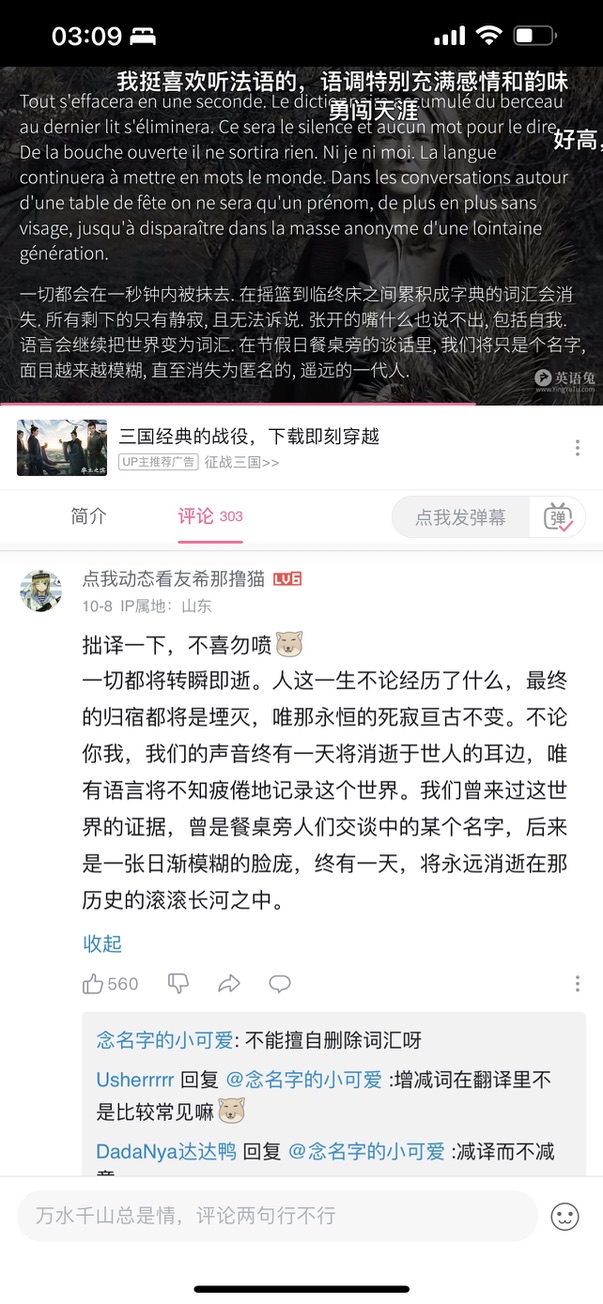 03:09
我挺喜欢听法语的，语调特别充满感情和韵味
Tout s'effacera en une seconde. Le dictionnaire accumulé du berceau
勇闯天涯
au dernier lit s'éliminera. Ce sera le silence et aucun mot pour le dire.
好高，
De la bouche ouverte il ne sortira rien. Ni je ni moi. La langue
continuera à mettre en mots le monde. Dans les conversations autour
d'une table de fête on ne sera qu'un prénom, de plus en plus sans
visage, jusqu'à disparaître dans la masse anonyme d'une lointaine
génération.
一切都会在一秒钟内被抹去. 在摇篮到临终床之间累积成字典的词汇会消
失. 所有剩下的只有静寂, 且无法诉说. 张开的嘴什么也说不出, 包括自我.
语言会继续把世界变为词汇. 在节假日餐桌旁的谈话里, 我们将只是个名字,
面目越来越模糊, 直至消失为匿名的, 遥远的一代人.
英语兔
www.YingYuTu.com
三国经典的战役，下载即刻穿越
UP主推荐广告 征战三国>>
简介 评论 303 点我发弹幕 弹
点我动态看友希那撸猫 LV6
10-8 IP属地：山东
拙译一下，不喜勿喷
一切都将转瞬即逝。人这一生不论经历了什么，最终
的归宿都将是堙灭，唯那永恒的死寂亘古不变。不论
你我，我们的声音终有一天将消逝于世人的耳边，唯
有语言将不知疲倦地记录这个世界。我们曾来过这世
界的证据，曾是餐桌旁人们交谈中的某个名字，后来
是一张日渐模糊的脸庞，终有一天，将永远消逝在那
历史的滚滚长河之中。
收起
560
念名字的小可爱: 不能擅自删除词汇呀
Usherrrrr 回复 @念名字的小可爱 :增减词在翻译里不
是比较常见嘛
DadaNya达达鸭 回复 @念名字的小可爱 :减译而不减
万水千山总是情，评论两句行不行